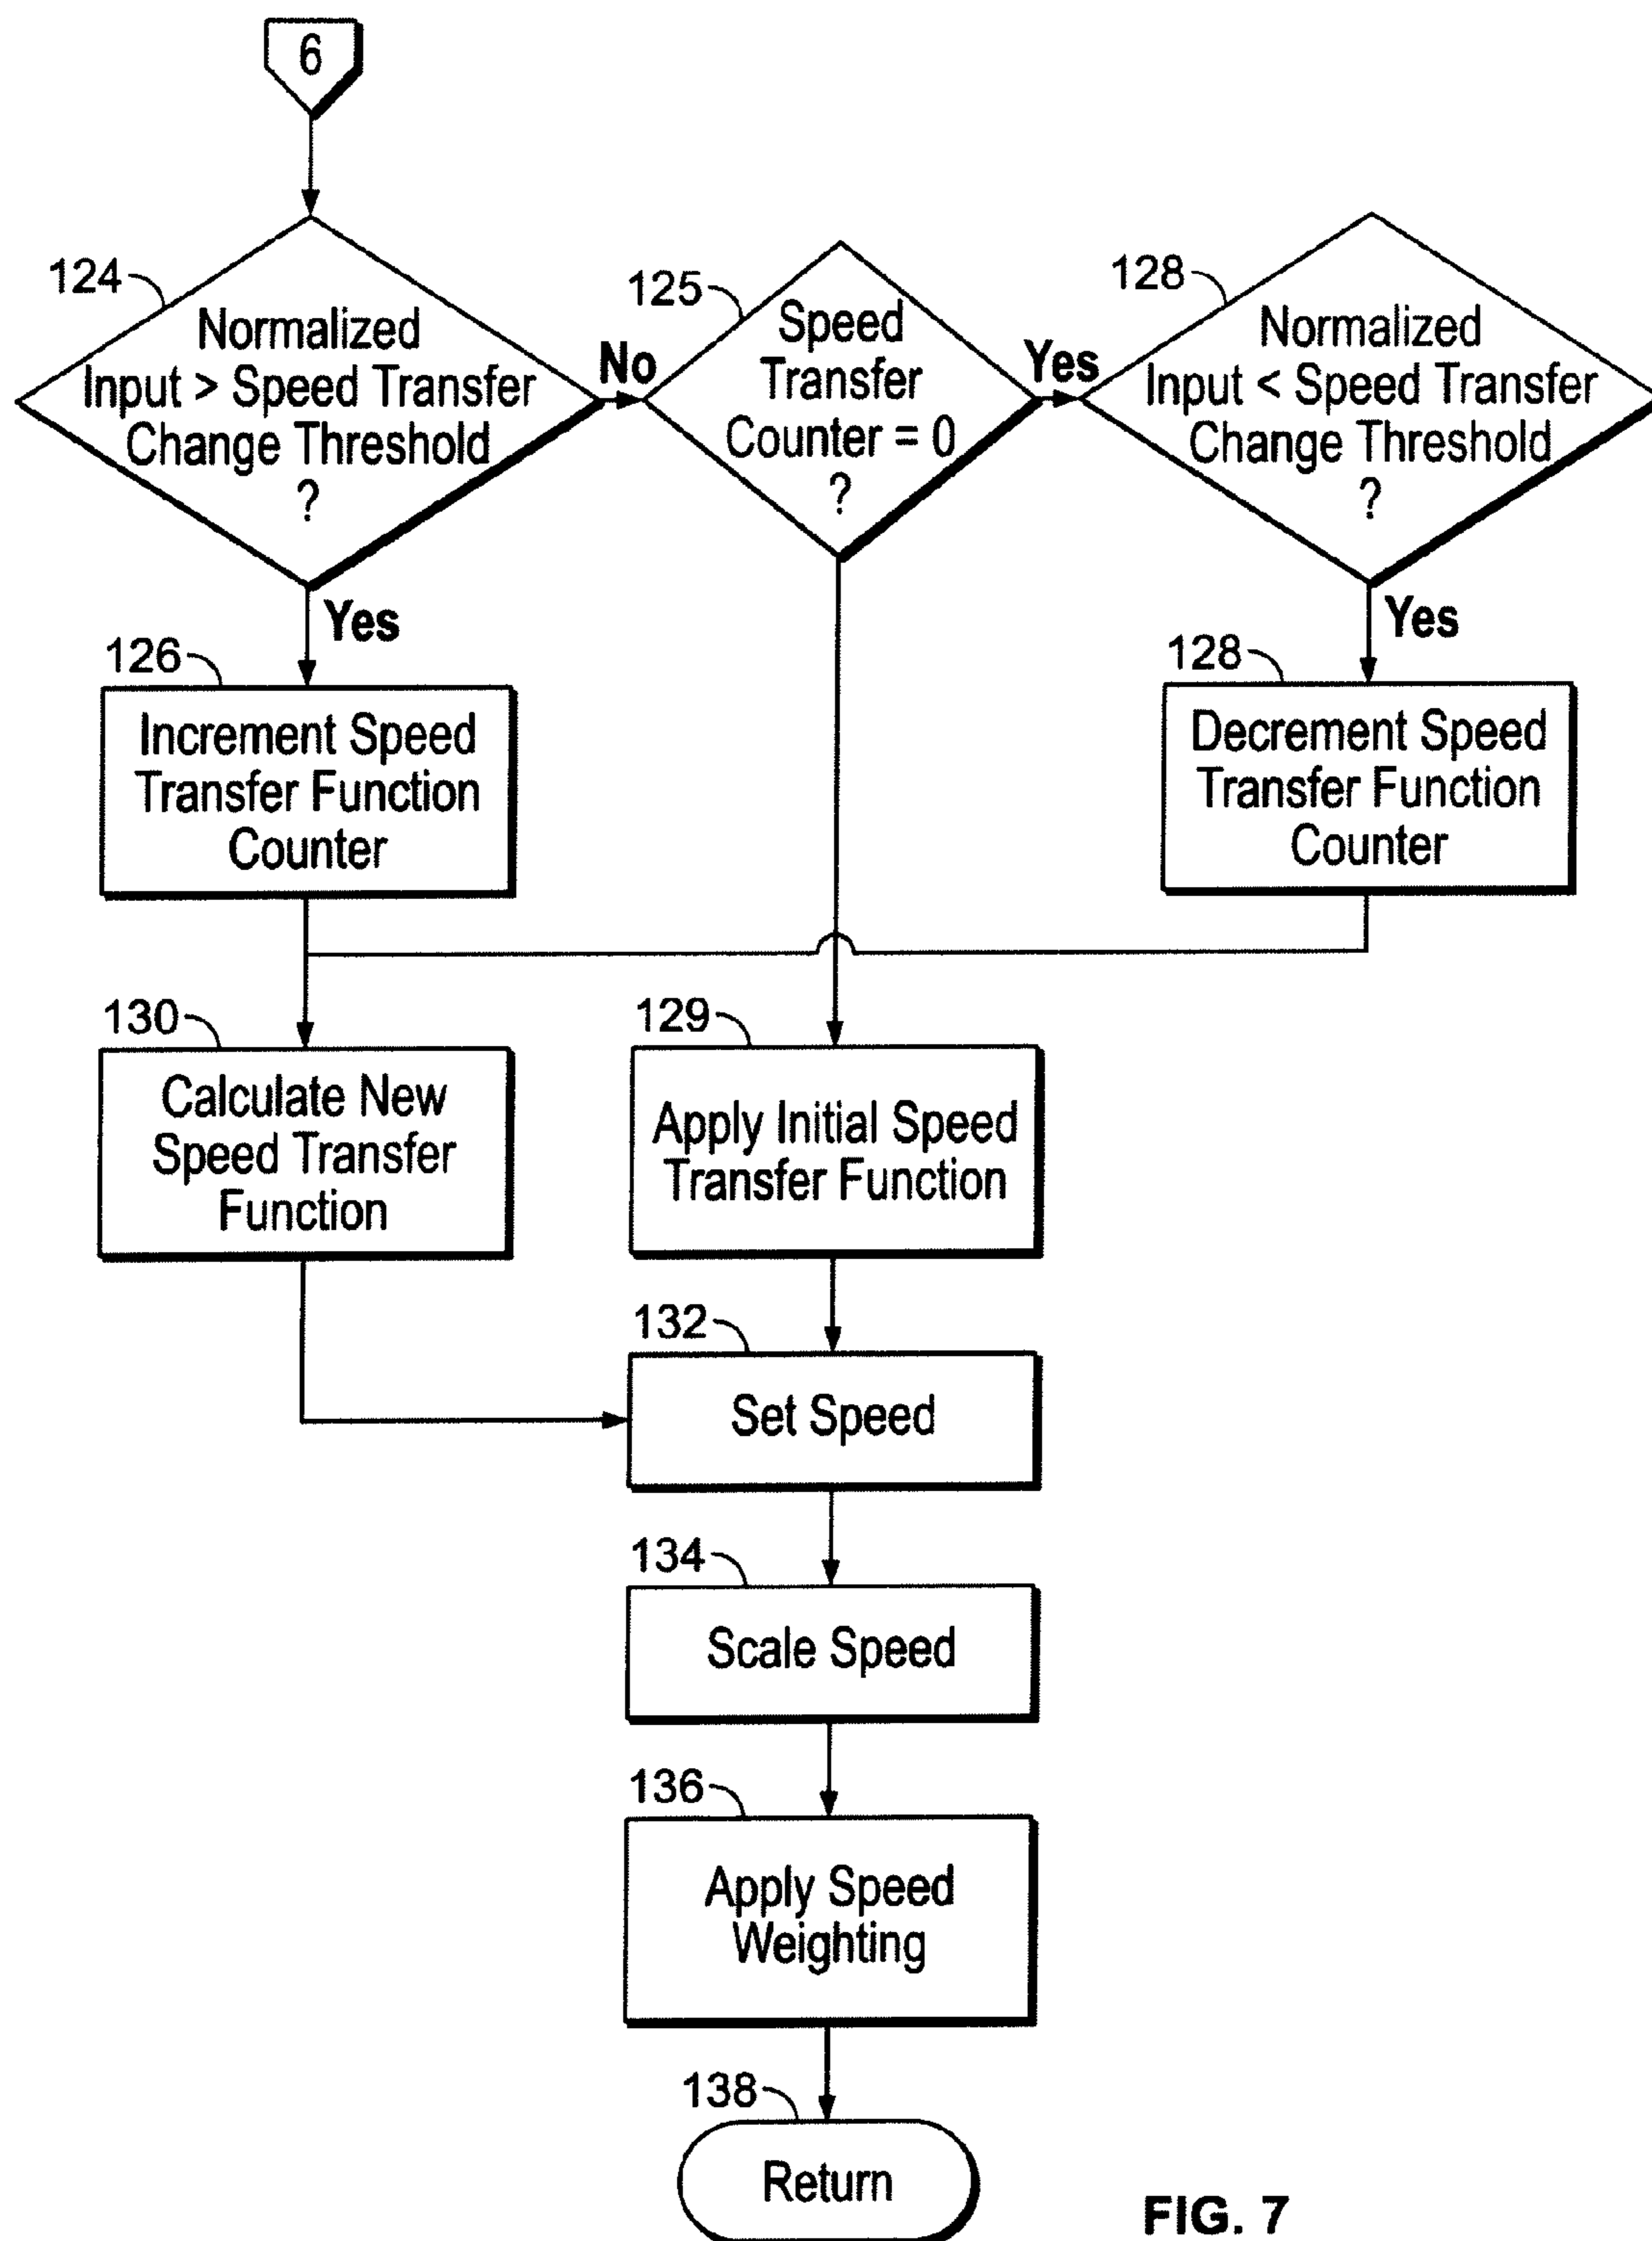 6
124
Normalized
Input > Speed Transfer
Change Threshold
?
No
125
Speed
Transfer
Counter = 0
?
Yes
128
Normalized
Input < Speed Transfer
Change Threshold
?
Yes
126
Increment Speed
Transfer Function
Counter
Yes
128
Decrement Speed
Transfer Function
Counter
130
Calculate New
Speed Transfer
Function
129
Apply Initial Speed
Transfer Function
132
Set Speed
134
Scale Speed
136
Apply Speed
Weighting
138
Return
FIG. 7